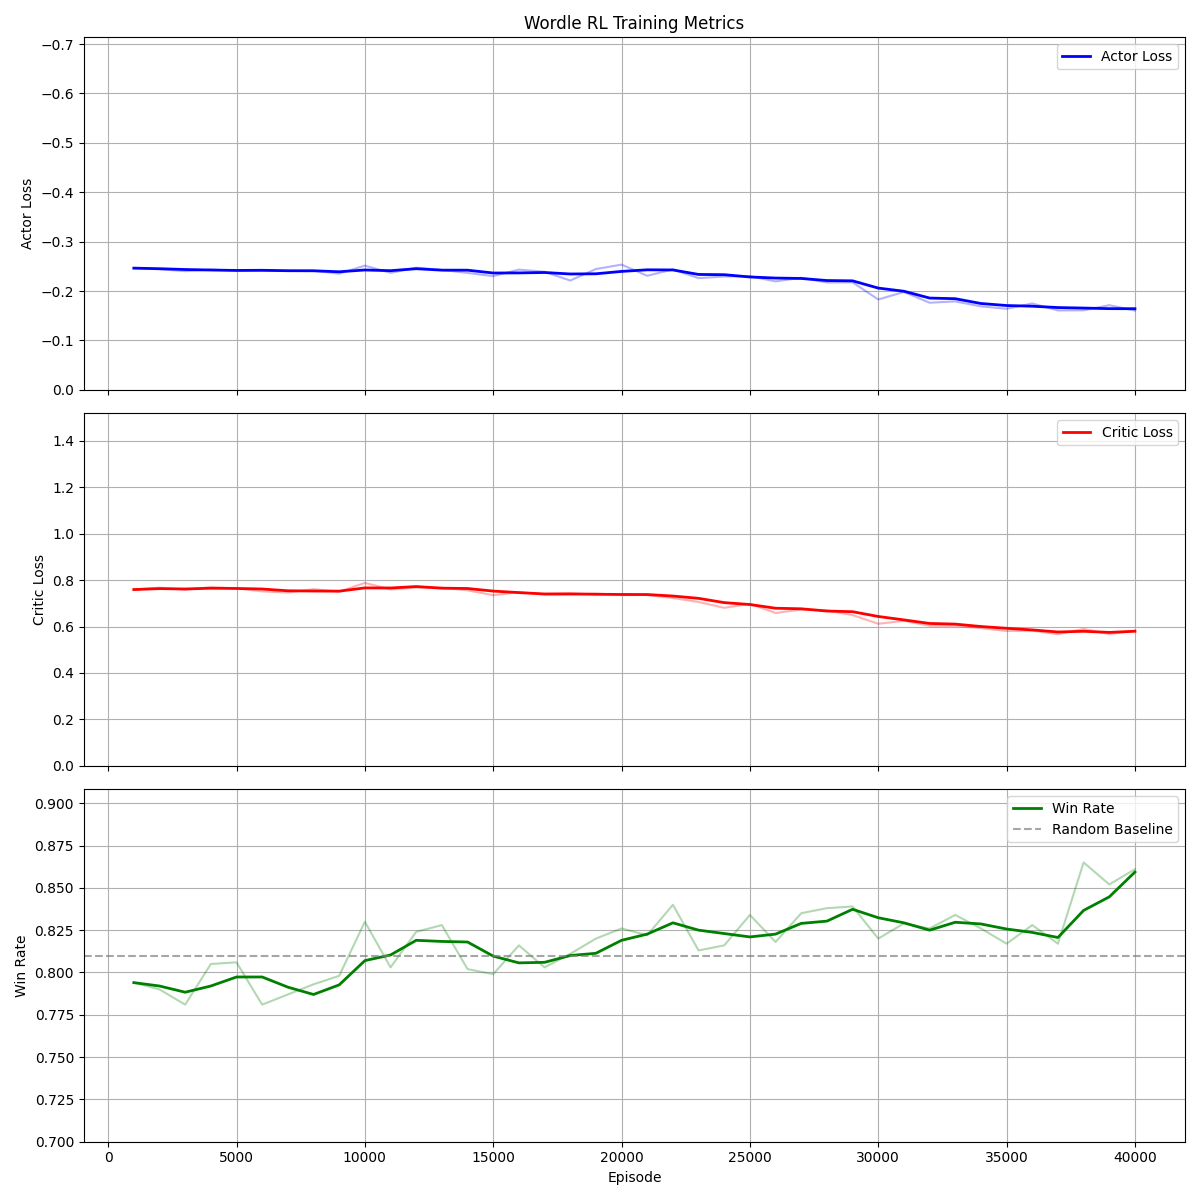 Wordle RL Training Metrics
Actor Loss
−0.7
−0.6
−0.5
−0.4
−0.3
−0.2
−0.1
0.0
Actor Loss
Critic Loss
1.4
1.2
1.0
0.8
0.6
0.4
0.2
0.0
Critic Loss
Win Rate
Random Baseline
0.900
0.875
0.850
0.825
0.800
0.775
0.750
0.725
0.700
Win Rate
0 5000 10000 15000 20000 25000 30000 35000 40000
Episode